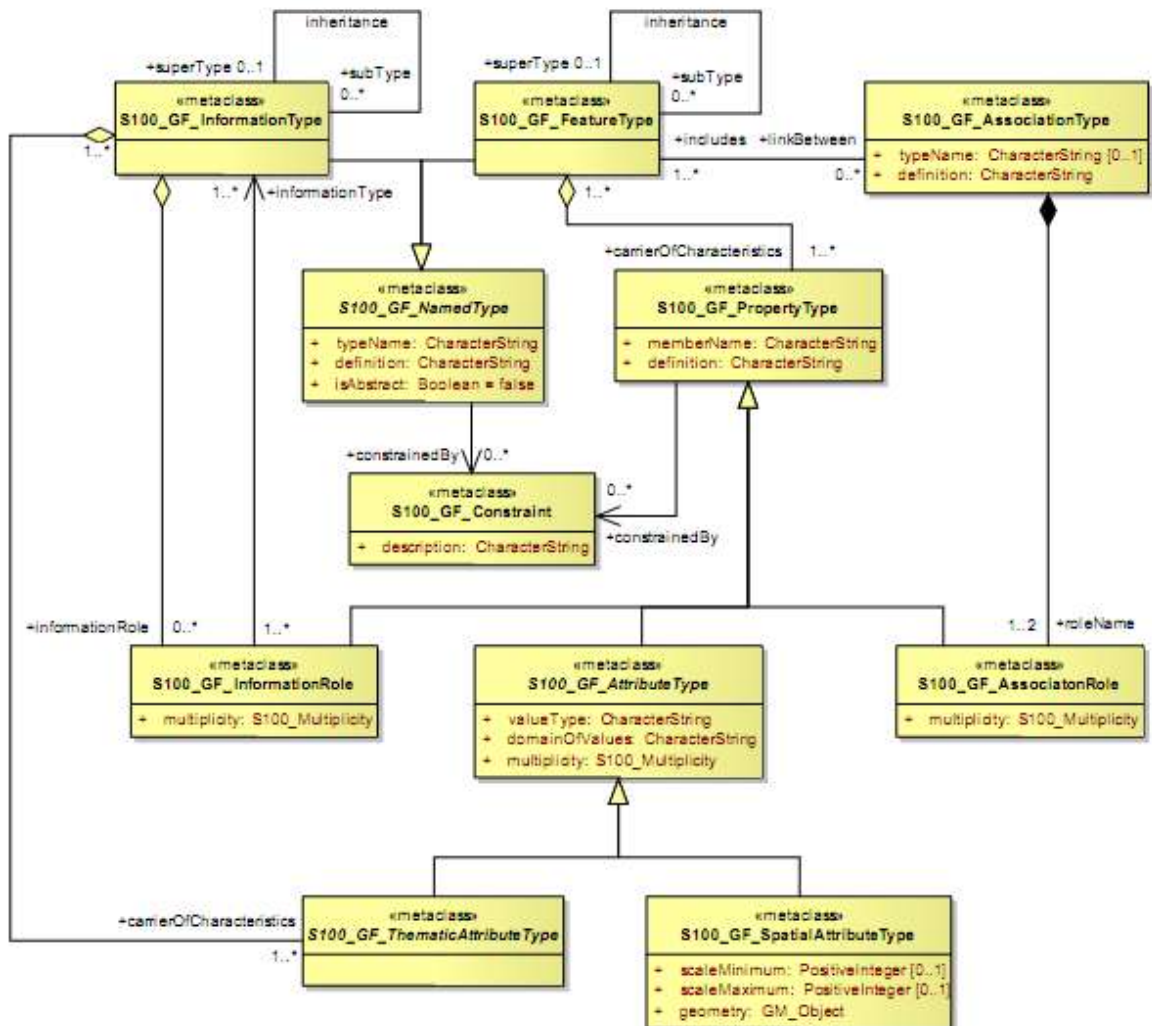 inheritance
inheritance
+superType 0..1
+subType
0..*
+superType 0..1
+subType
0..*
«metaclass»
S100_GF_InformationType
«metaclass»
S100_GF_FeatureType
«metaclass»
S100_GF_AssociationType
+ typeName: CharacterString [0..1]
+ definition: CharacterString
+includes
+linkBetween
1..*
0..*
1..*
1..*
+informationType
1..*
+carrierOfCharacteristics
1..*
«metaclass»
S100_GF_NamedType
+ typeName: CharacterString
+ definition: CharacterString
+ isAbstract: Boolean = false
«metaclass»
S100_GF_PropertyType
+ memberName: CharacterString
+ definition: CharacterString
+constrainedBy
0..*
«metaclass»
S100_GF_Constraint
+ description: CharacterString
0..*
+constrainedBy
+informationRole
0..*
1..*
1..2
+roleName
«metaclass»
S100_GF_InformationRole
+ multiplicity: S100_Multiplicity
«metaclass»
S100_GF_AttributeType
+ valueType: CharacterString
+ domainOfValues: CharacterString
+ multiplicity: S100_Multiplicity
«metaclass»
S100_GF_AssociatonRole
+ multiplicity: S100_Multiplicity
+carrierOfCharacteristics
1..*
«metaclass»
S100_GF_ThematicAttributeType
«metaclass»
S100_GF_SpatialAttributeType
+ scaleMinimum: PositiveInteger [0..1]
+ scaleMaximum: PositiveInteger [0..1]
+ geometry: GM_Object